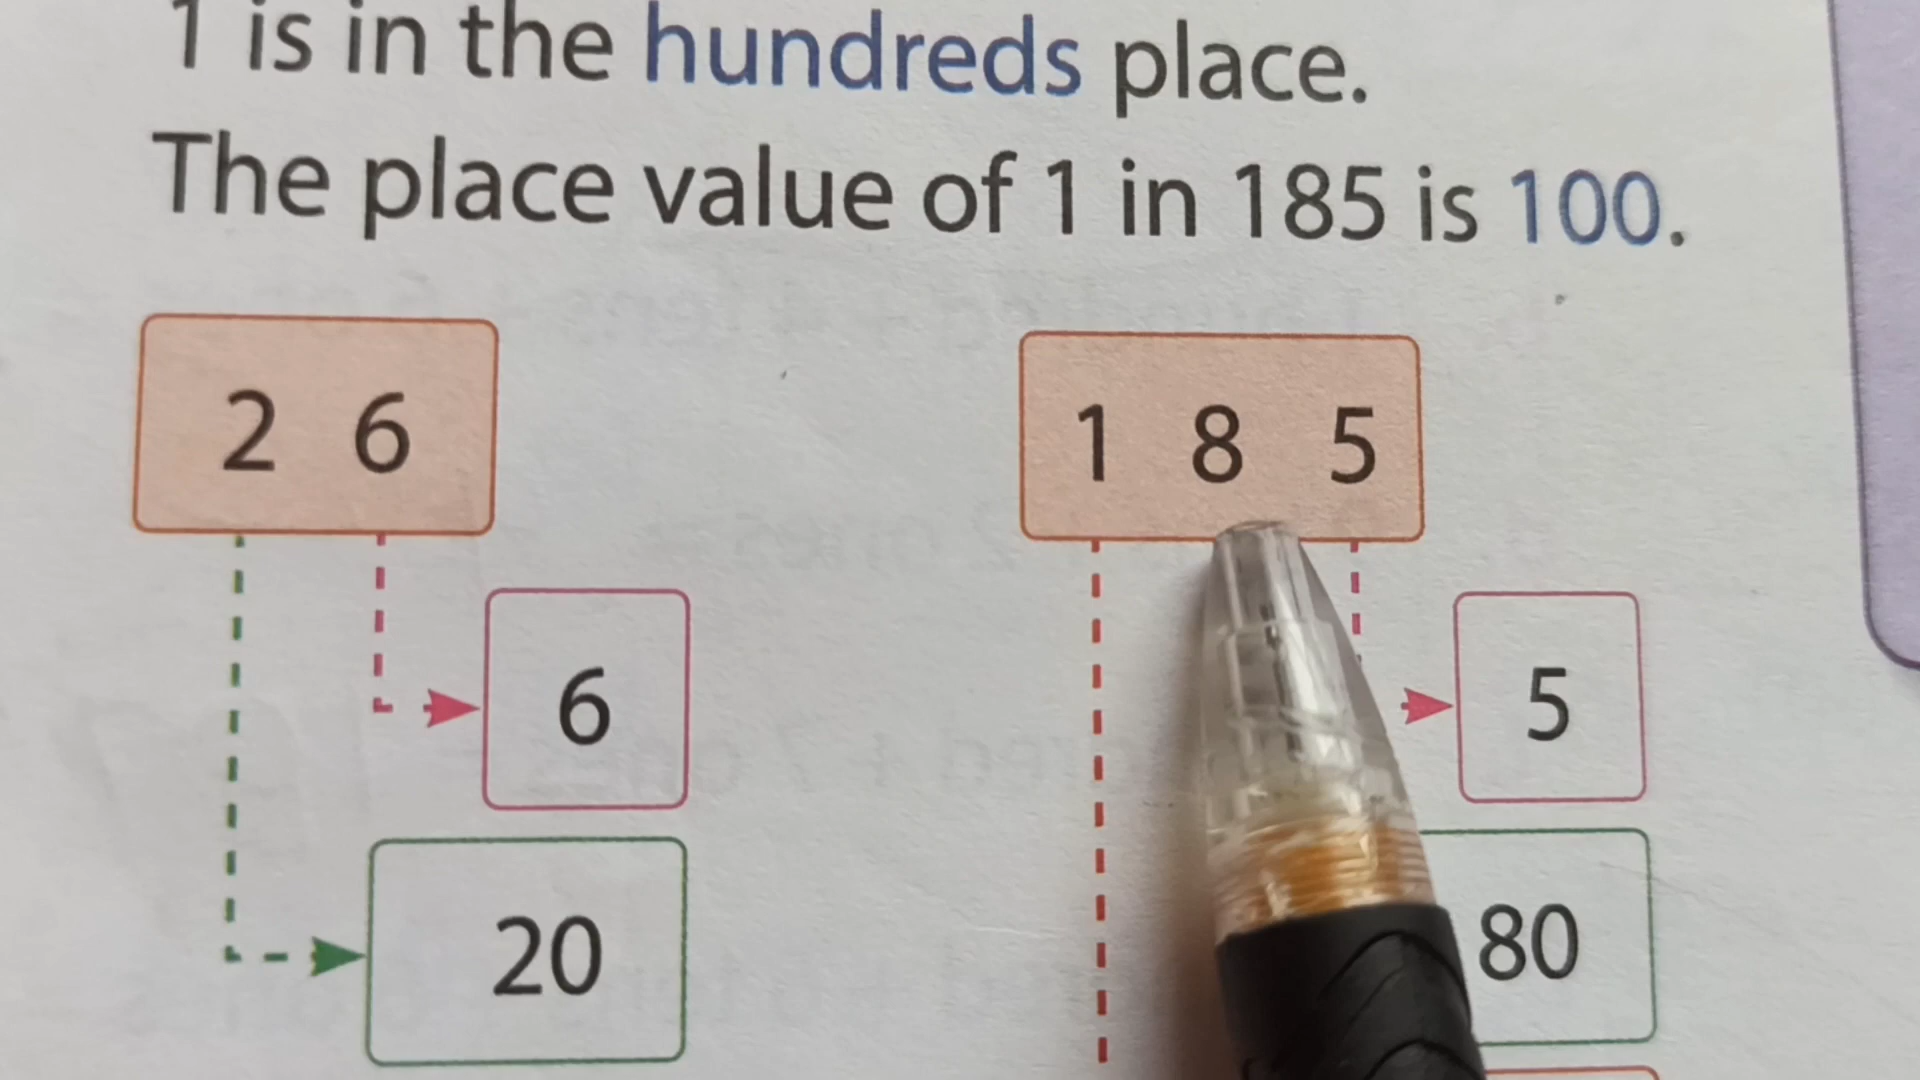 1 is in the hundreds place.
The place value of 1 in 185 is 100.
2 6
1 8 5
6
5
20
80